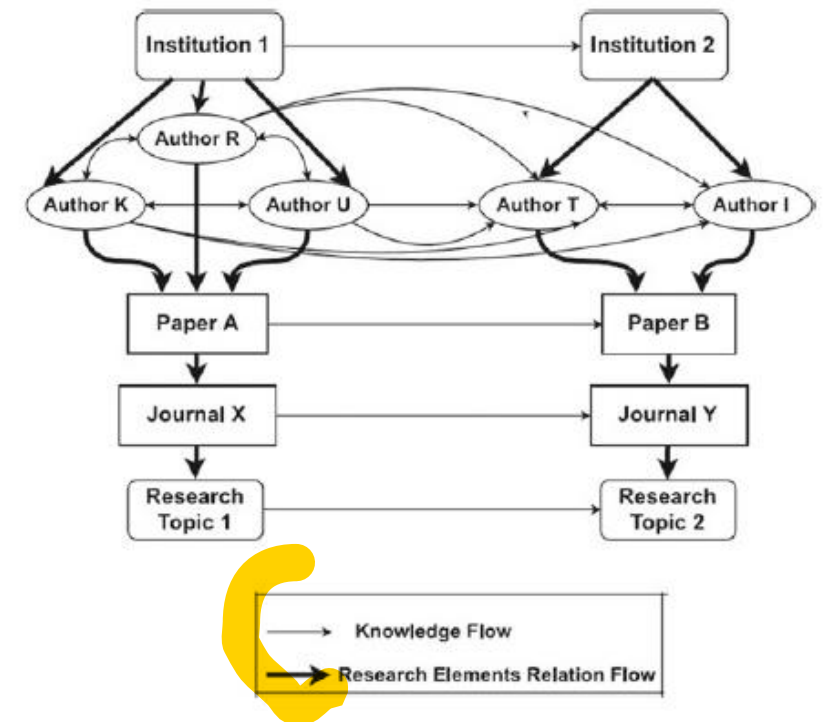 Institution 1
Institution 2
Author R
Author K
Author U
Author T
Author I
Paper A
Paper B
Journal X
Journal Y
Research
Topic 1
Research
Topic 2
Knowledge Flow
Research Elements Relation Flow